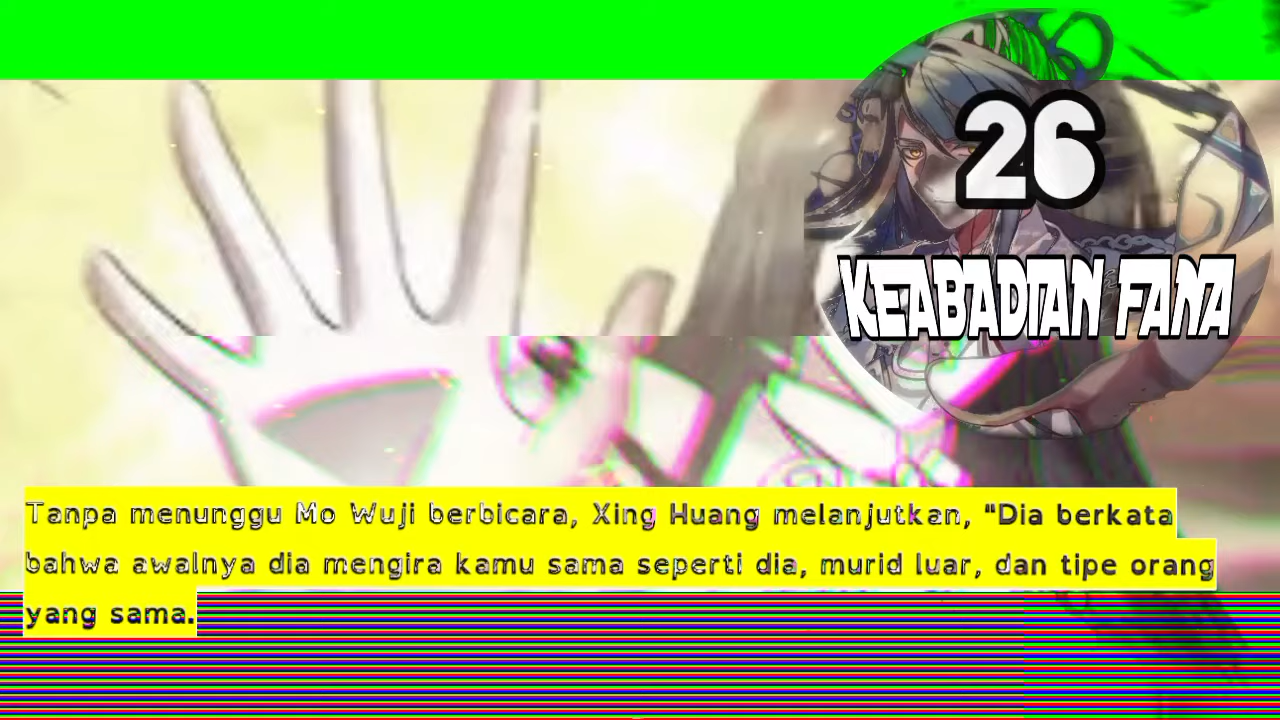 26
KEABADIAN FANA
Tanpa menunggu Mo Wuji berbicara, Xing Huang melanjutkan, "Dia berkata
bahwa awalnya dia mengira kamu sama seperti dia, murid luar, dan tipe orang
yang sama.